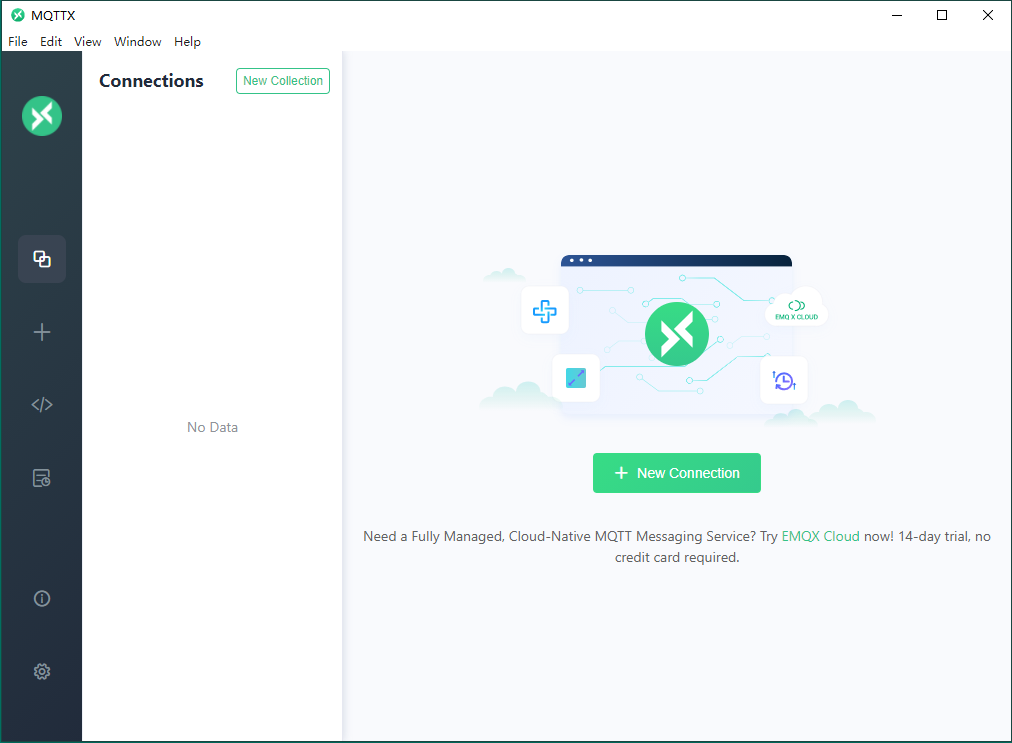 MQTTX
File Edit View Window Help
Connections
New Collection
EMQ X CLOUD
No Data
New Connection
Need a Fully Managed, Cloud-Native MQTT Messaging Service? Try EMQX Cloud now! 14-day trial, no
credit card required.